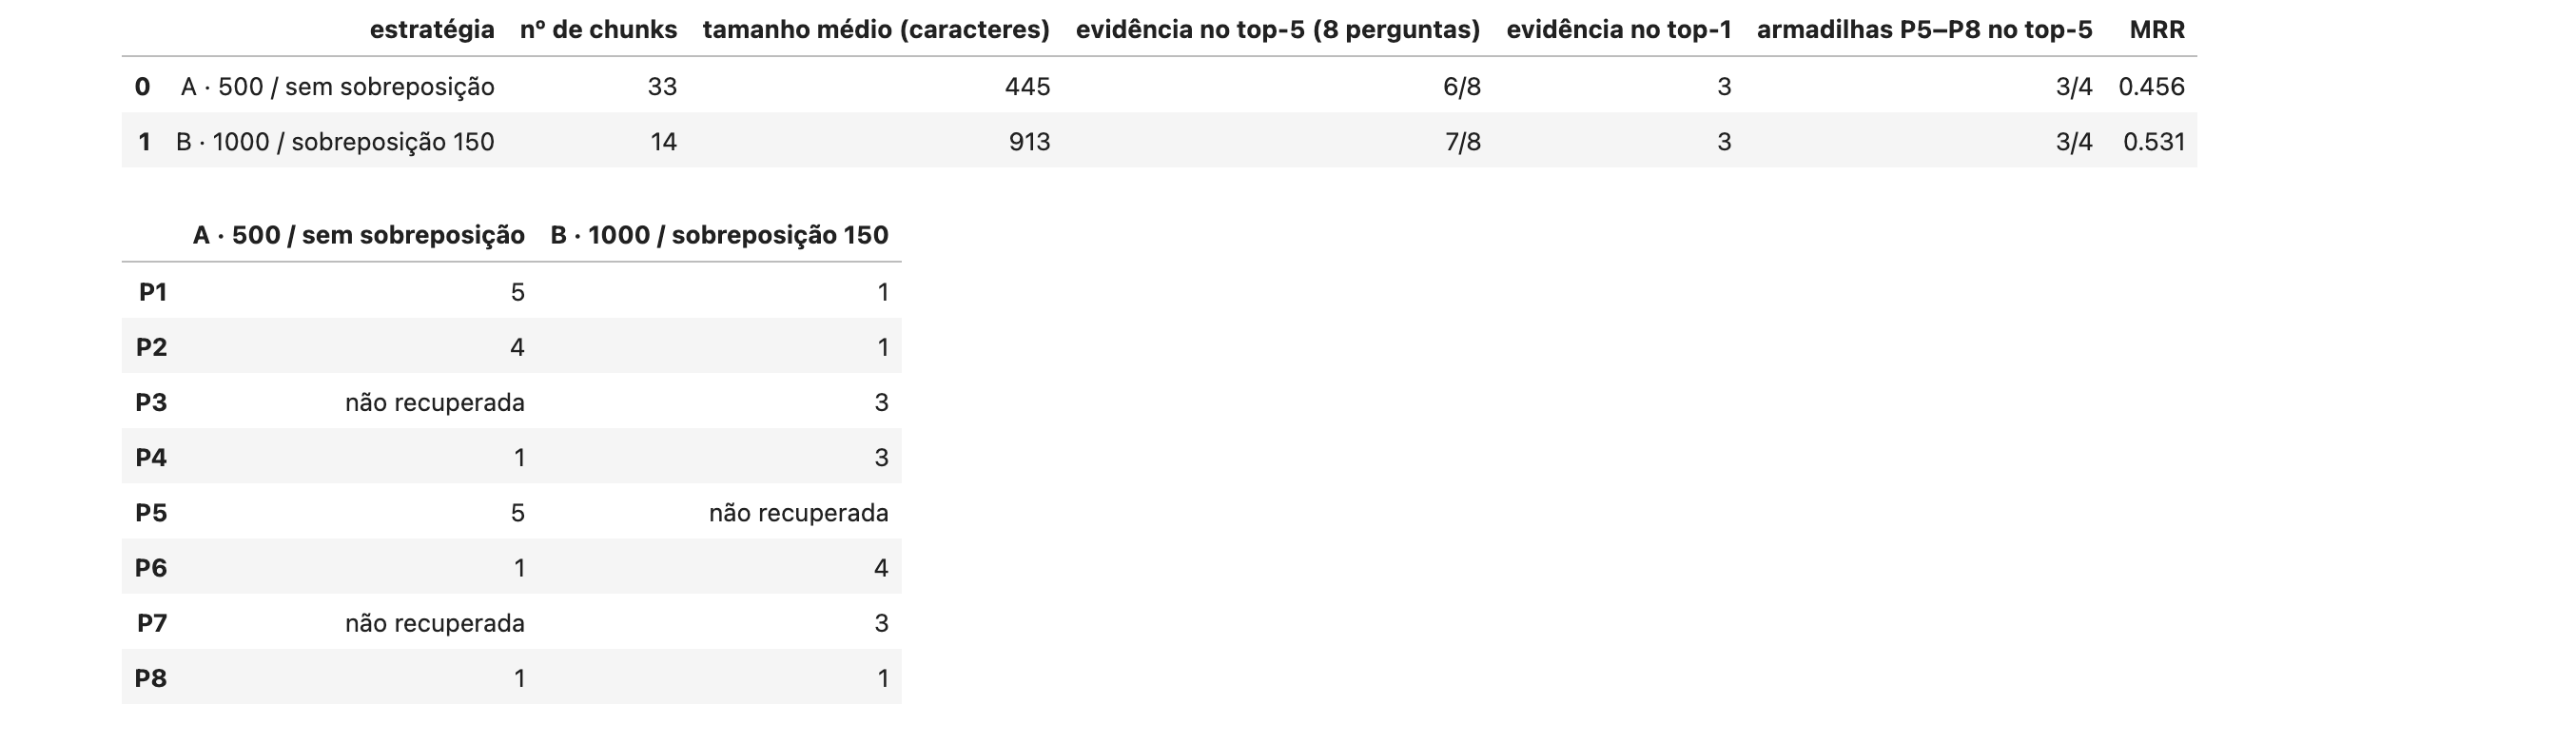 estratégia nº de chunks tamanho médio (caracteres) evidência no top-5 (8 perguntas) evidência no top-1 armadilhas P5–P8 no top-5 MRR
0 A · 500 / sem sobreposição 33 445 6/8 3 3/4 0.456
1 B · 1000 / sobreposição 150 14 913 7/8 3 3/4 0.531
A · 500 / sem sobreposição B · 1000 / sobreposição 150
P1 5 1
P2 4 1
P3 não recuperada 3
P4 1 3
P5 5 não recuperada
P6 1 4
P7 não recuperada 3
P8 1 1